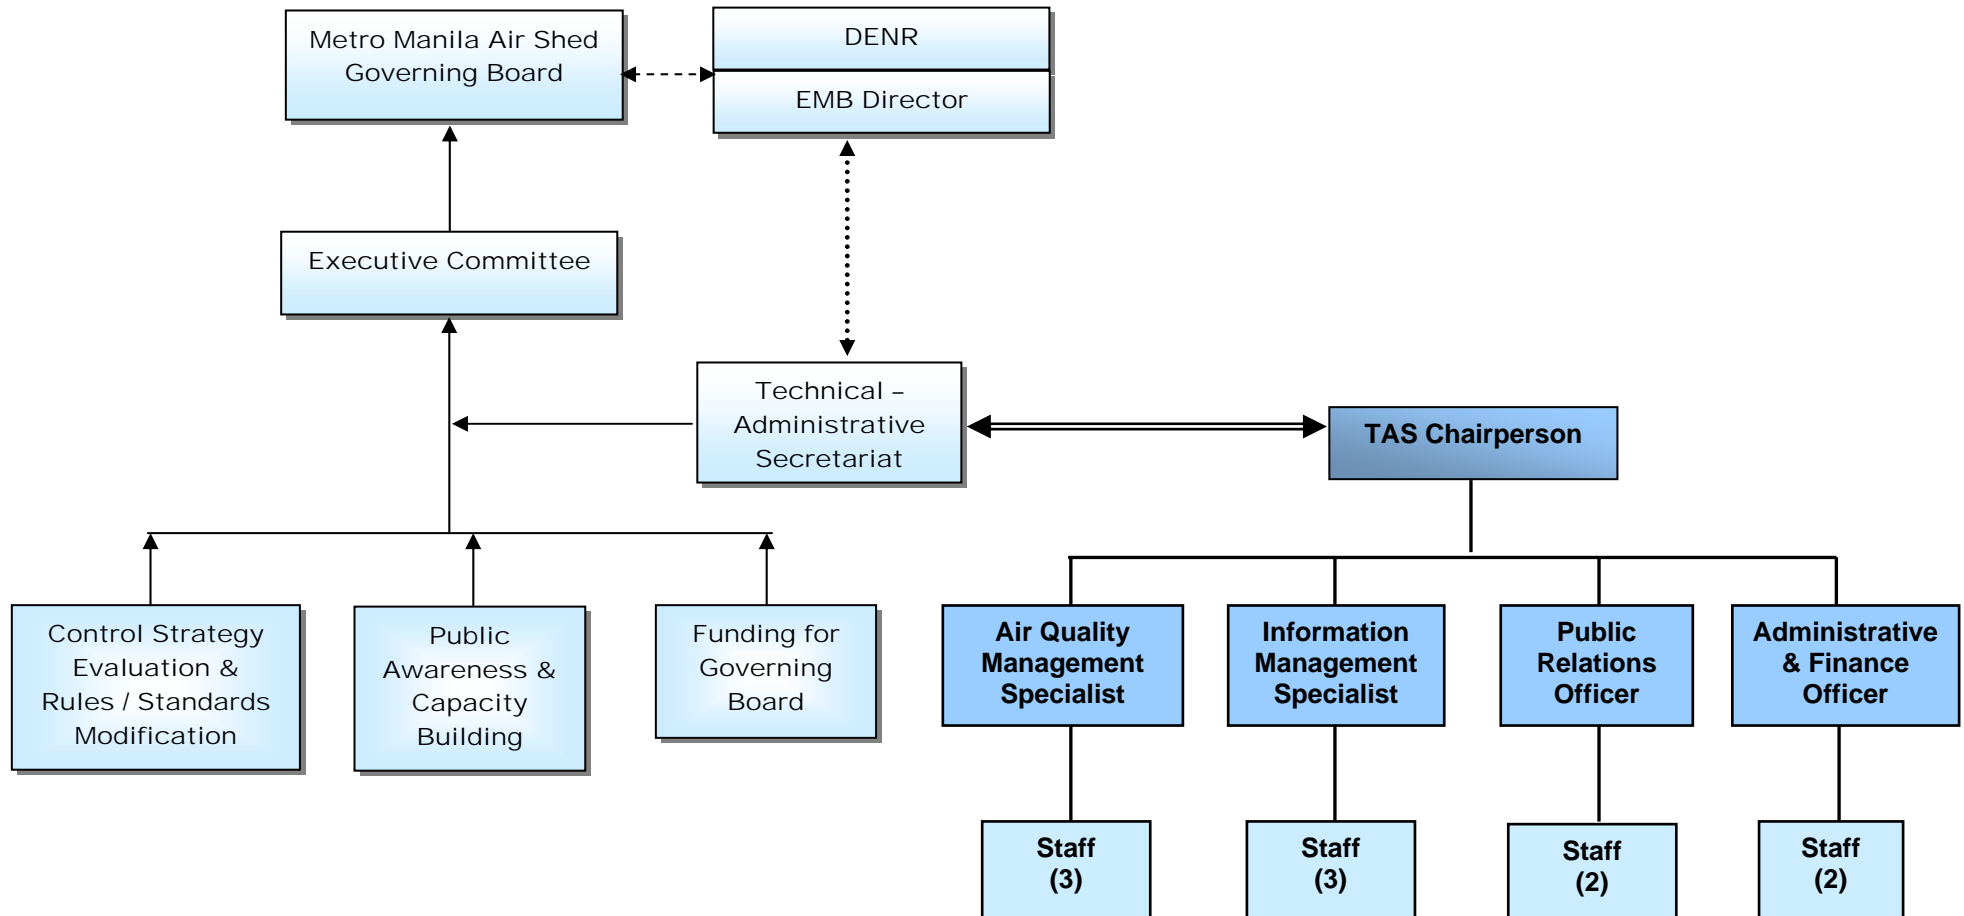 Metro Manila Air Shed
Governing Board
DENR
EMB Director
Executive Committee
Technical –
Administrative
Secretariat
TAS Chairperson
Control Strategy
Evaluation &
Rules / Standards
Modification
Public
Awareness &
Capacity
Building
Funding for
Governing
Board
Air Quality
Management
Specialist
Information
Management
Specialist
Public
Relations
Officer
Administrative
& Finance
Officer
Staff
(3)
Staff
(3)
Staff
(2)
Staff
(2)